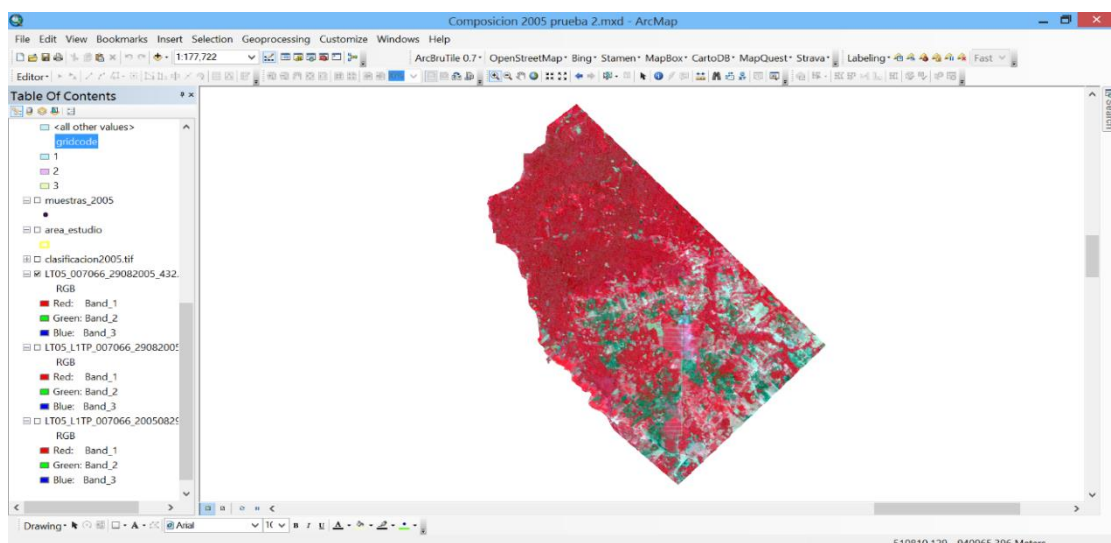 Composicion 2005 prueba 2.mxd - ArcMap
File Edit View Bookmarks Insert Selection Geoprocessing Customize Windows Help
1:177,722 ArcBruTile 0.7 OpenStreetMap Bing Stamen MapBox CartoDB MapQuest Strava Labeling Fast
Editor
Table Of Contents
<all other values>
gridcode
1
2
3
muestras_2005
area_estudio
clasificacion2005.tif
LT05_007066_29082005_432.
RGB
Red: Band_1
Green: Band_2
Blue: Band_3
LT05_L1TP_007066_29082005
RGB
Red: Band_1
Green: Band_2
Blue: Band_3
LT05_L1TP_007066_20050829
RGB
Red: Band_1
Green: Band_2
Blue: Band_3
Search
Drawing A Arial B I U A